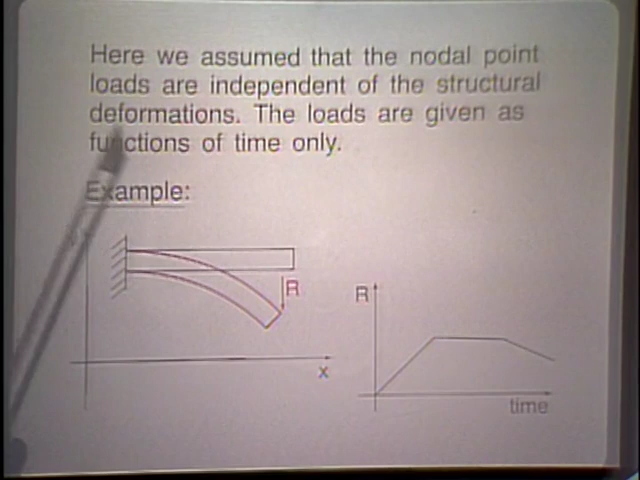 Here we assumed that the nodal point
loads are independent of the structural
deformations. The loads are given as
functions of time only.
Example:
R
R
x
time